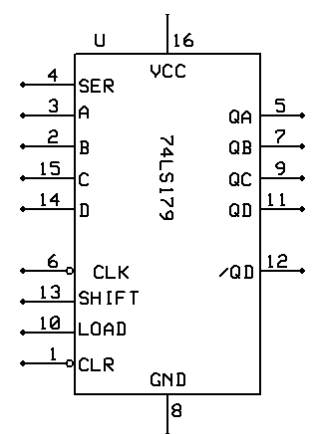 U 16
VCC
4 SER
3 A QA 5
2 B QB 7
15 C QC 9
14 D QD 11
74LS179
6 CLK /QD 12
13 SHIFT
10 LOAD
1 CLR
GND
8